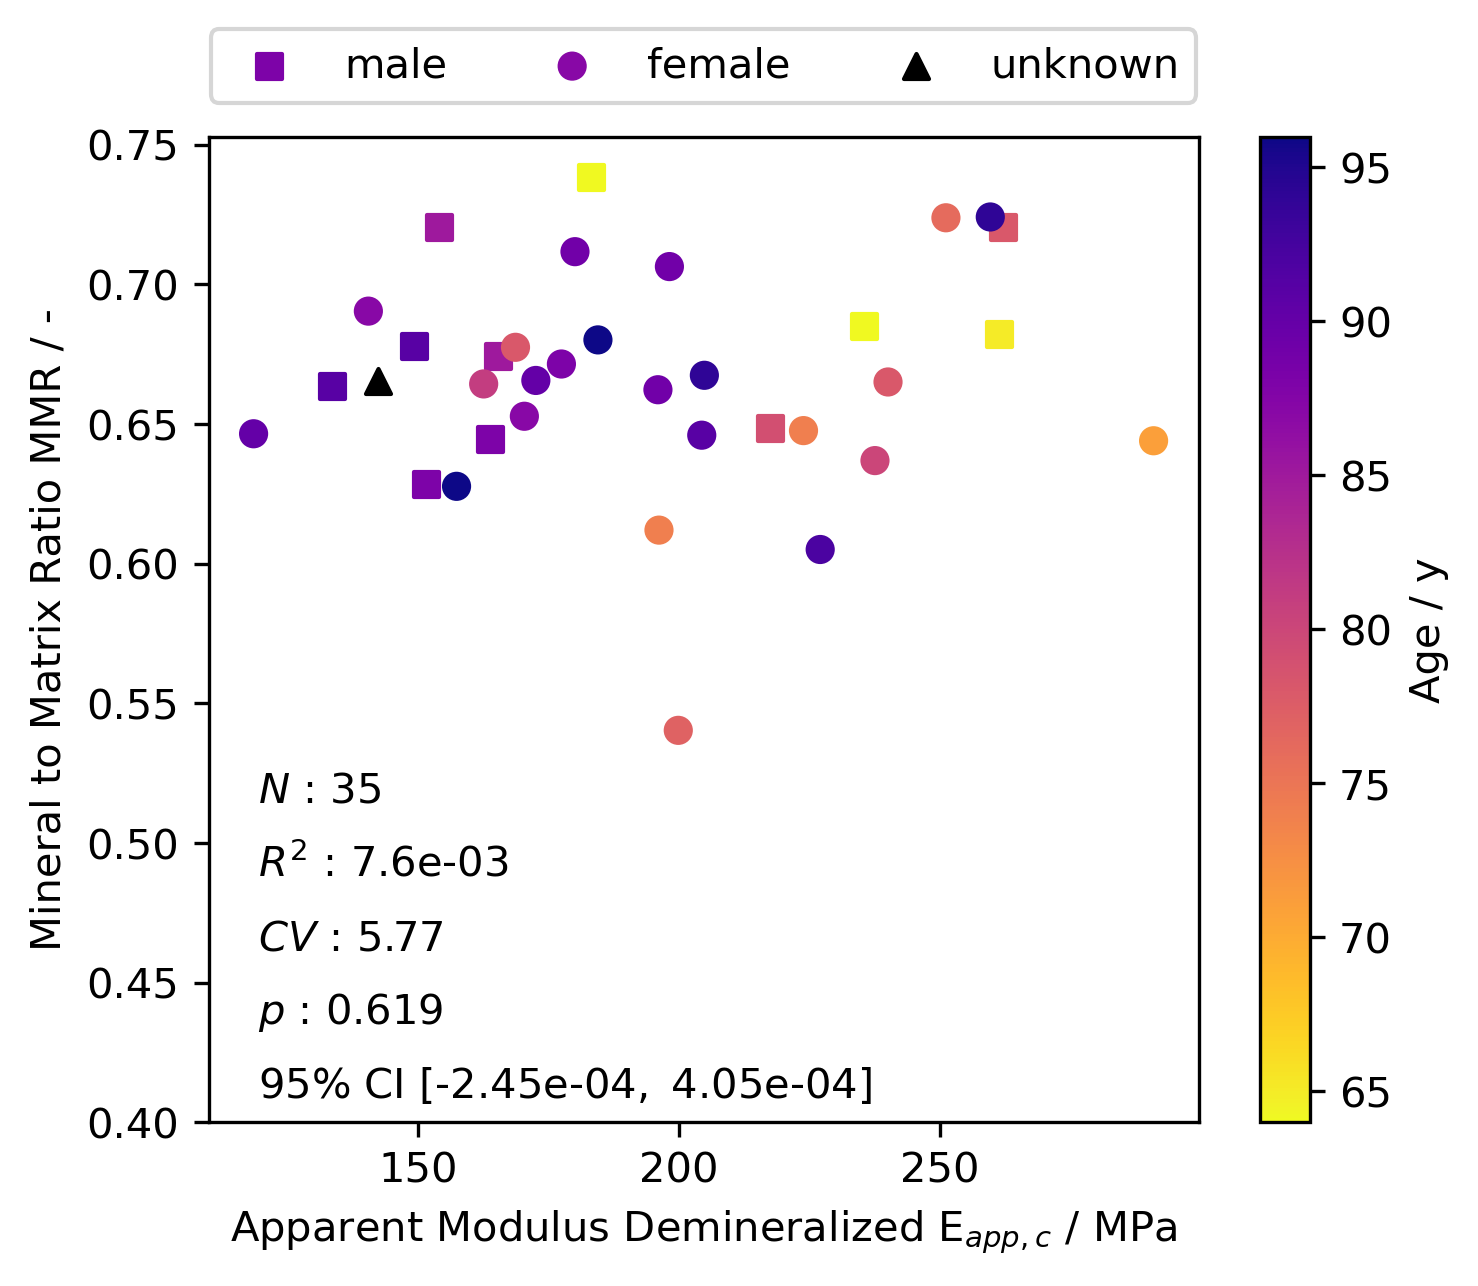 male female unknown
Mineral to Matrix Ratio MMR / -
0.75
0.70
0.65
0.60
0.55
0.50
0.45
0.40
N : 35
R² : 7.6e-03
CV : 5.77
p : 0.619
95% CI [-2.45e-04, 4.05e-04]
150 200 250
Apparent Modulus Demineralized E_app,c / MPa
95
90
85
80
75
70
65
Age / y